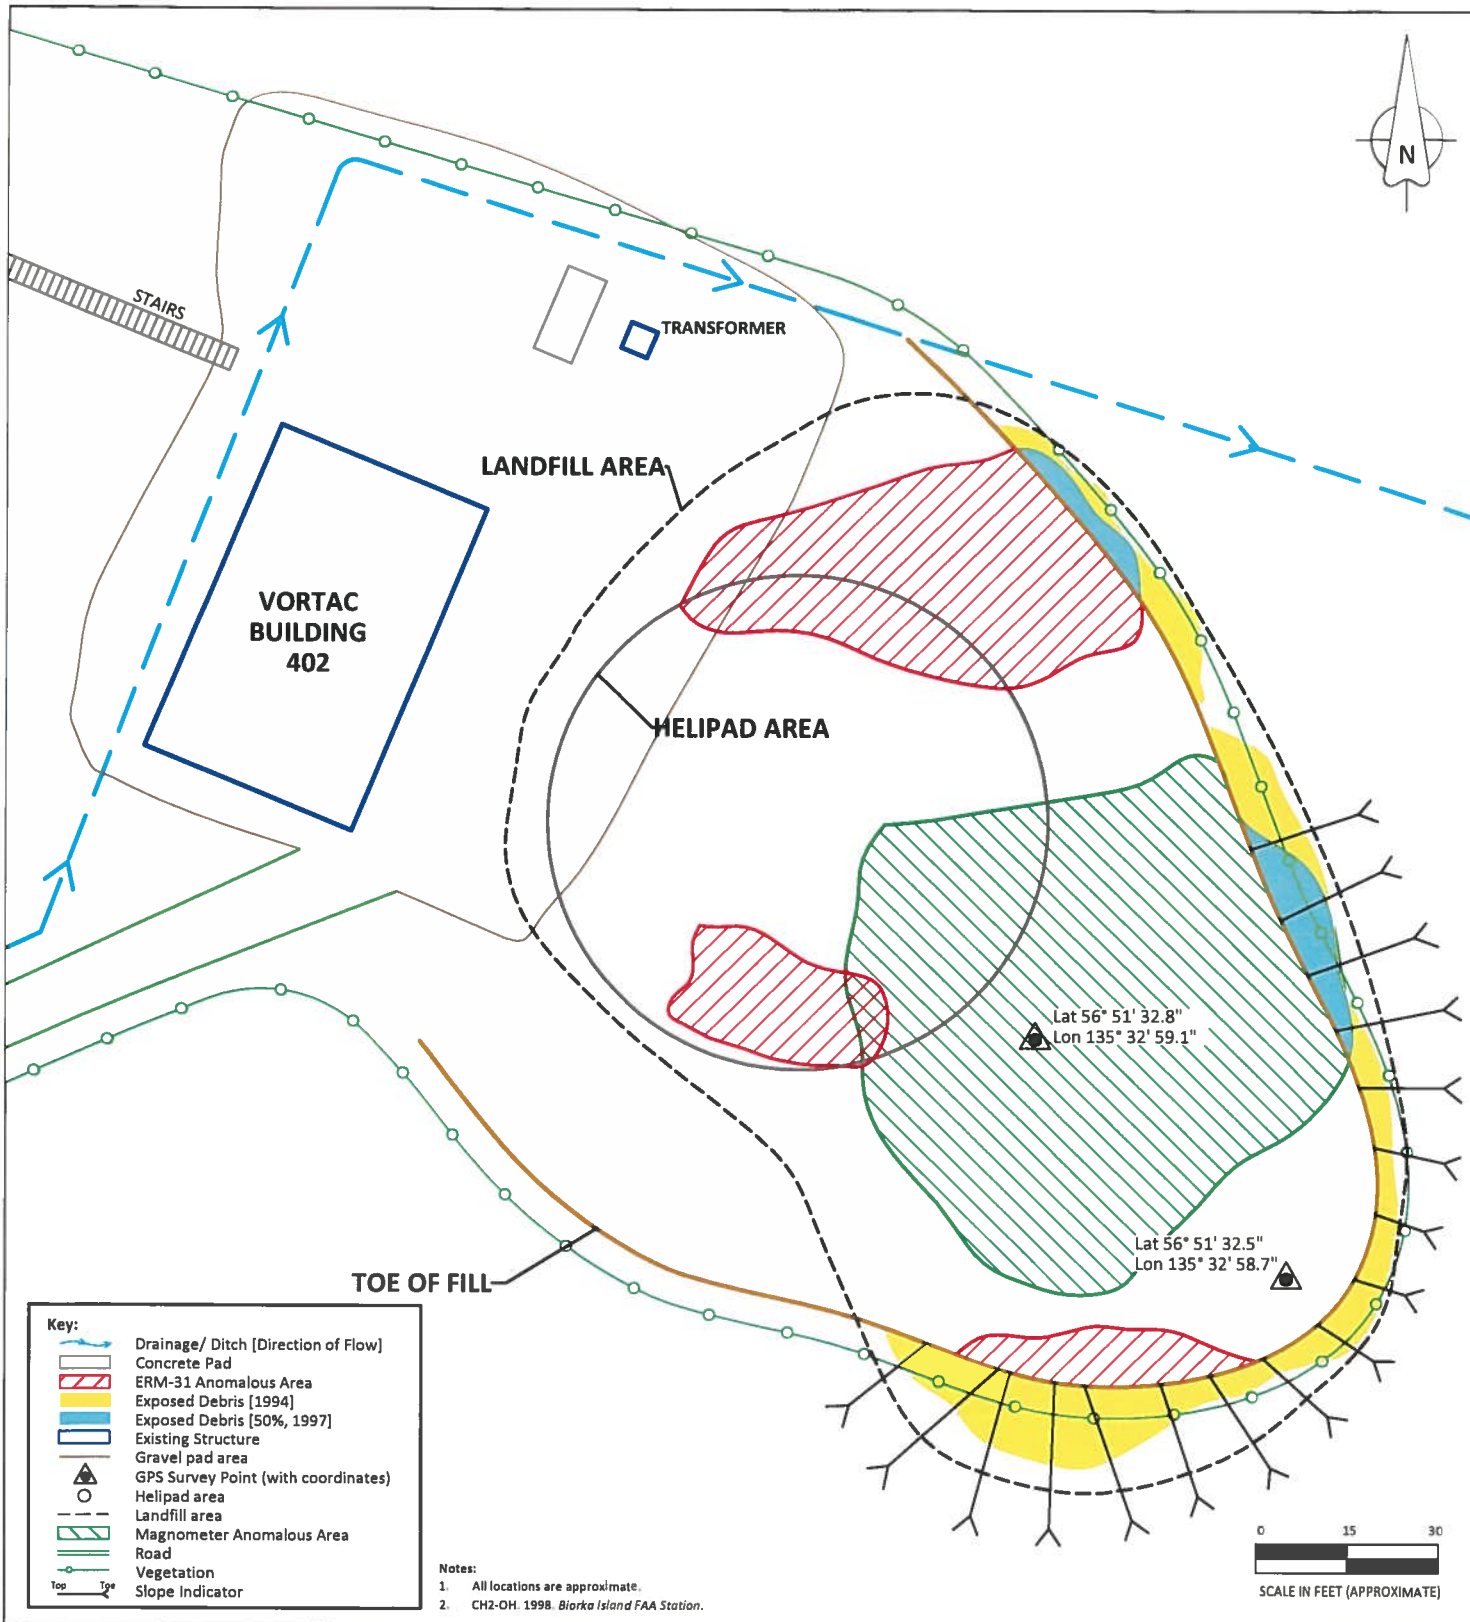 N
STAIRS
TRANSFORMER
LANDFILL AREA
VORTAC
BUILDING
402
HELIPAD AREA
Lat 56° 51' 32.8"
Lon 135° 32' 59.1"
Lat 56° 51' 32.5"
Lon 135° 32' 58.7"
TOE OF FILL
Key:
Drainage/ Ditch [Direction of Flow]
Concrete Pad
ERM-31 Anomalous Area
Exposed Debris [1994]
Exposed Debris [50%, 1997]
Existing Structure
Gravel pad area
GPS Survey Point (with coordinates)
Helipad area
Landfill area
Magnometer Anomalous Area
Road
Vegetation
Top Toe Slope Indicator
Notes:
1. All locations are approximate.
2. CH2-OH. 1998. Biorka Island FAA Station.
0 15 30
SCALE IN FEET (APPROXIMATE)